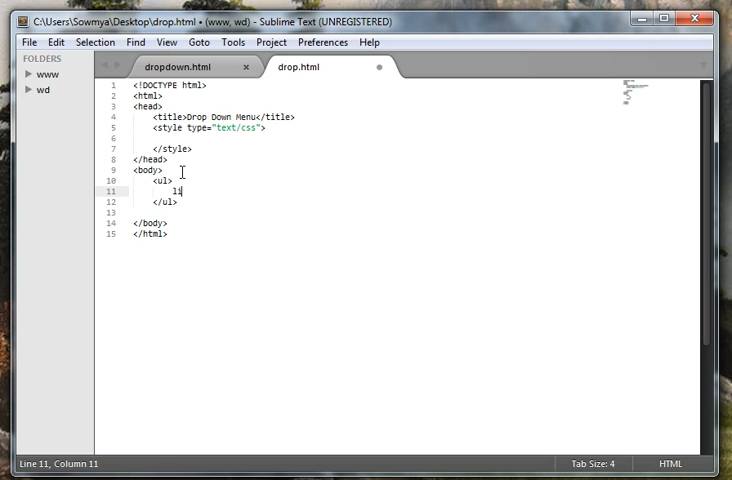 C:\Users\Sowmya\Desktop\drop.html • (www, wd) - Sublime Text (UNREGISTERED)
File Edit Selection Find View Goto Tools Project Preferences Help
FOLDERS
www
wd
dropdown.html × drop.html
1 <!DOCTYPE html>
2 <html>
3 <head>
4 <title>Drop Down Menu</title>
5 <style type="text/css">
6
7 </style>
8 </head>
9 <body>
10 <ul>
11 li
12 </ul>
13
14 </body>
15 </html>
Line 11, Column 11 Tab Size: 4 HTML